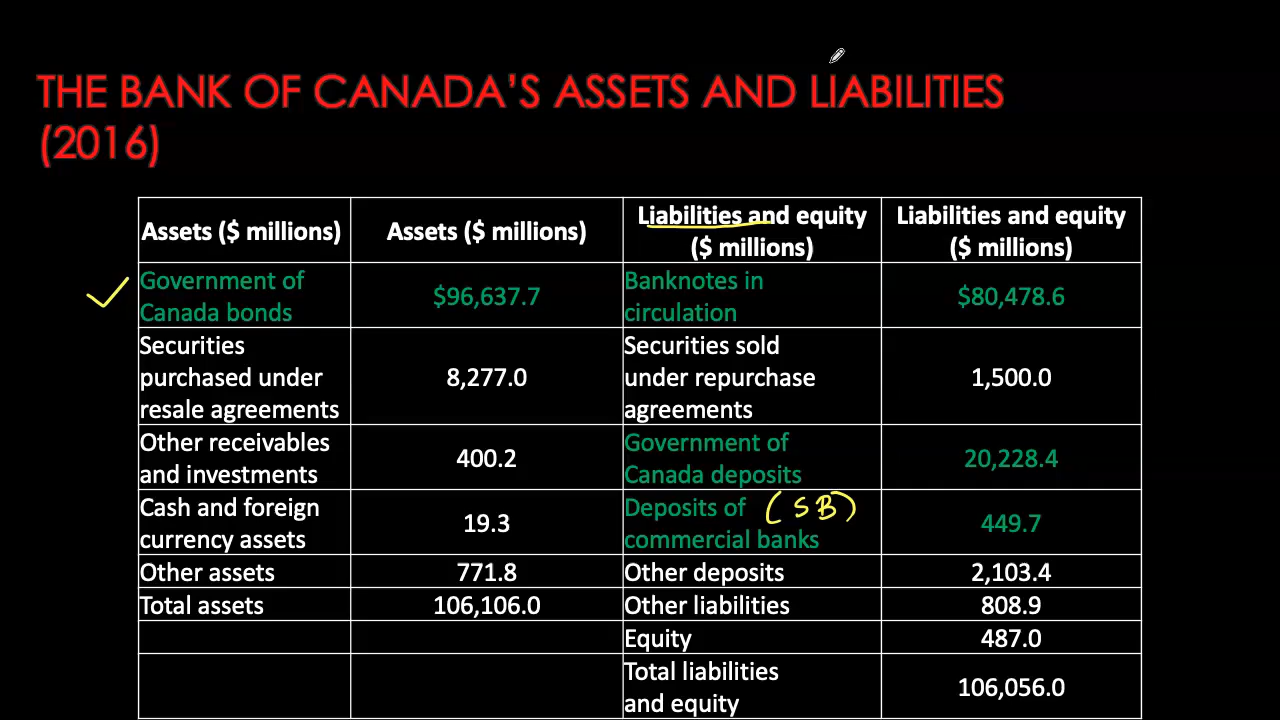 THE BANK OF CANADA'S ASSETS AND LIABILITIES
(2016)
Assets ($ millions)
Assets ($ millions)
Liabilities and equity
($ millions)
Liabilities and equity
($ millions)
Government of
Canada bonds
$96,637.7
Banknotes in
circulation
$80,478.6
Securities
purchased under
resale agreements
8,277.0
Securities sold
under repurchase
agreements
1,500.0
Other receivables
and investments
400.2
Government of
Canada deposits
20,228.4
Cash and foreign
currency assets
19.3
Deposits of (SB)
commercial banks
449.7
Other assets
771.8
Other deposits
2,103.4
Total assets
106,106.0
Other liabilities
808.9
Equity
487.0
Total liabilities
and equity
106,056.0